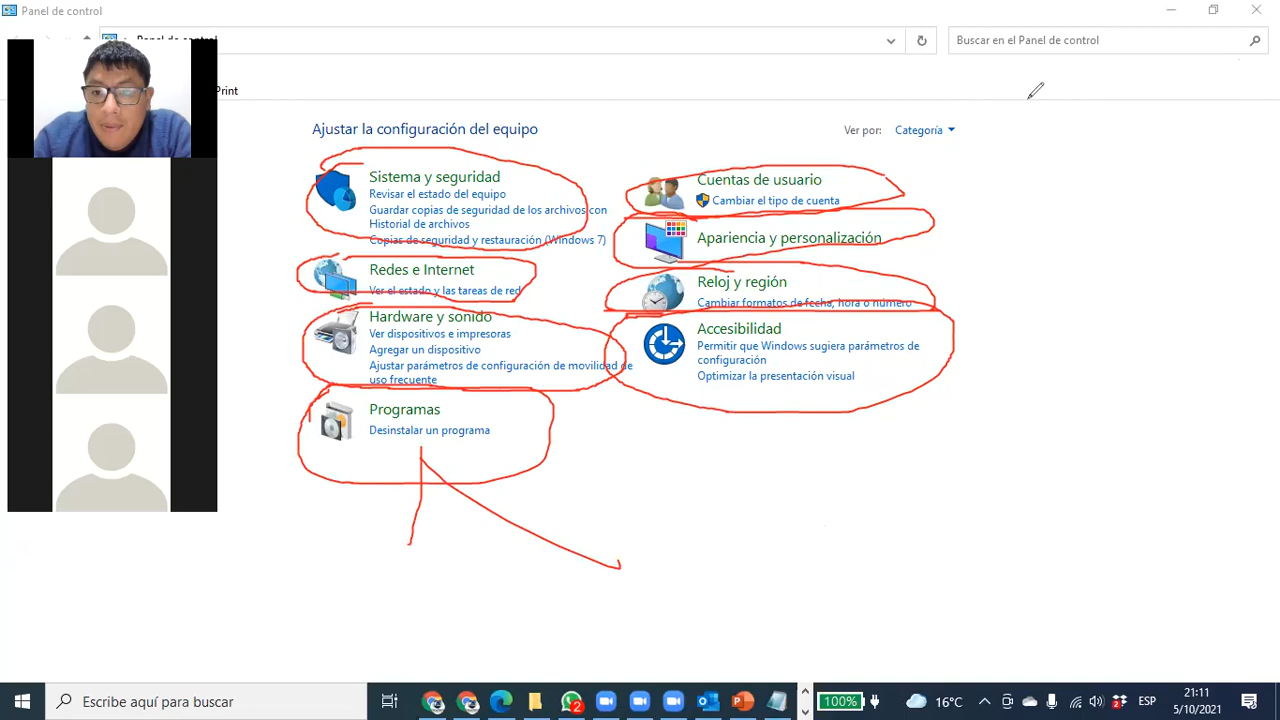 Panel de control
Panel de control
Buscar en el Panel de control
Print
Ajustar la configuración del equipo
Ver por:
Categoría
Sistema y seguridad
Revisar el estado del equipo
Guardar copias de seguridad de los archivos con
Historial de archivos
Copias de seguridad y restauración (Windows 7)
Redes e Internet
Ver el estado y las tareas de red
Hardware y sonido
Ver dispositivos e impresoras
Agregar un dispositivo
Ajustar parámetros de configuración de movilidad de
uso frecuente
Programas
Desinstalar un programa
Cuentas de usuario
Cambiar el tipo de cuenta
Apariencia y personalización
Reloj y región
Cambiar formatos de fecha, hora o número
Accesibilidad
Permitir que Windows sugiera parámetros de
configuración
Optimizar la presentación visual
Escribe aquí para buscar
2
100%
16°C
ESP
21:11
5/10/2021